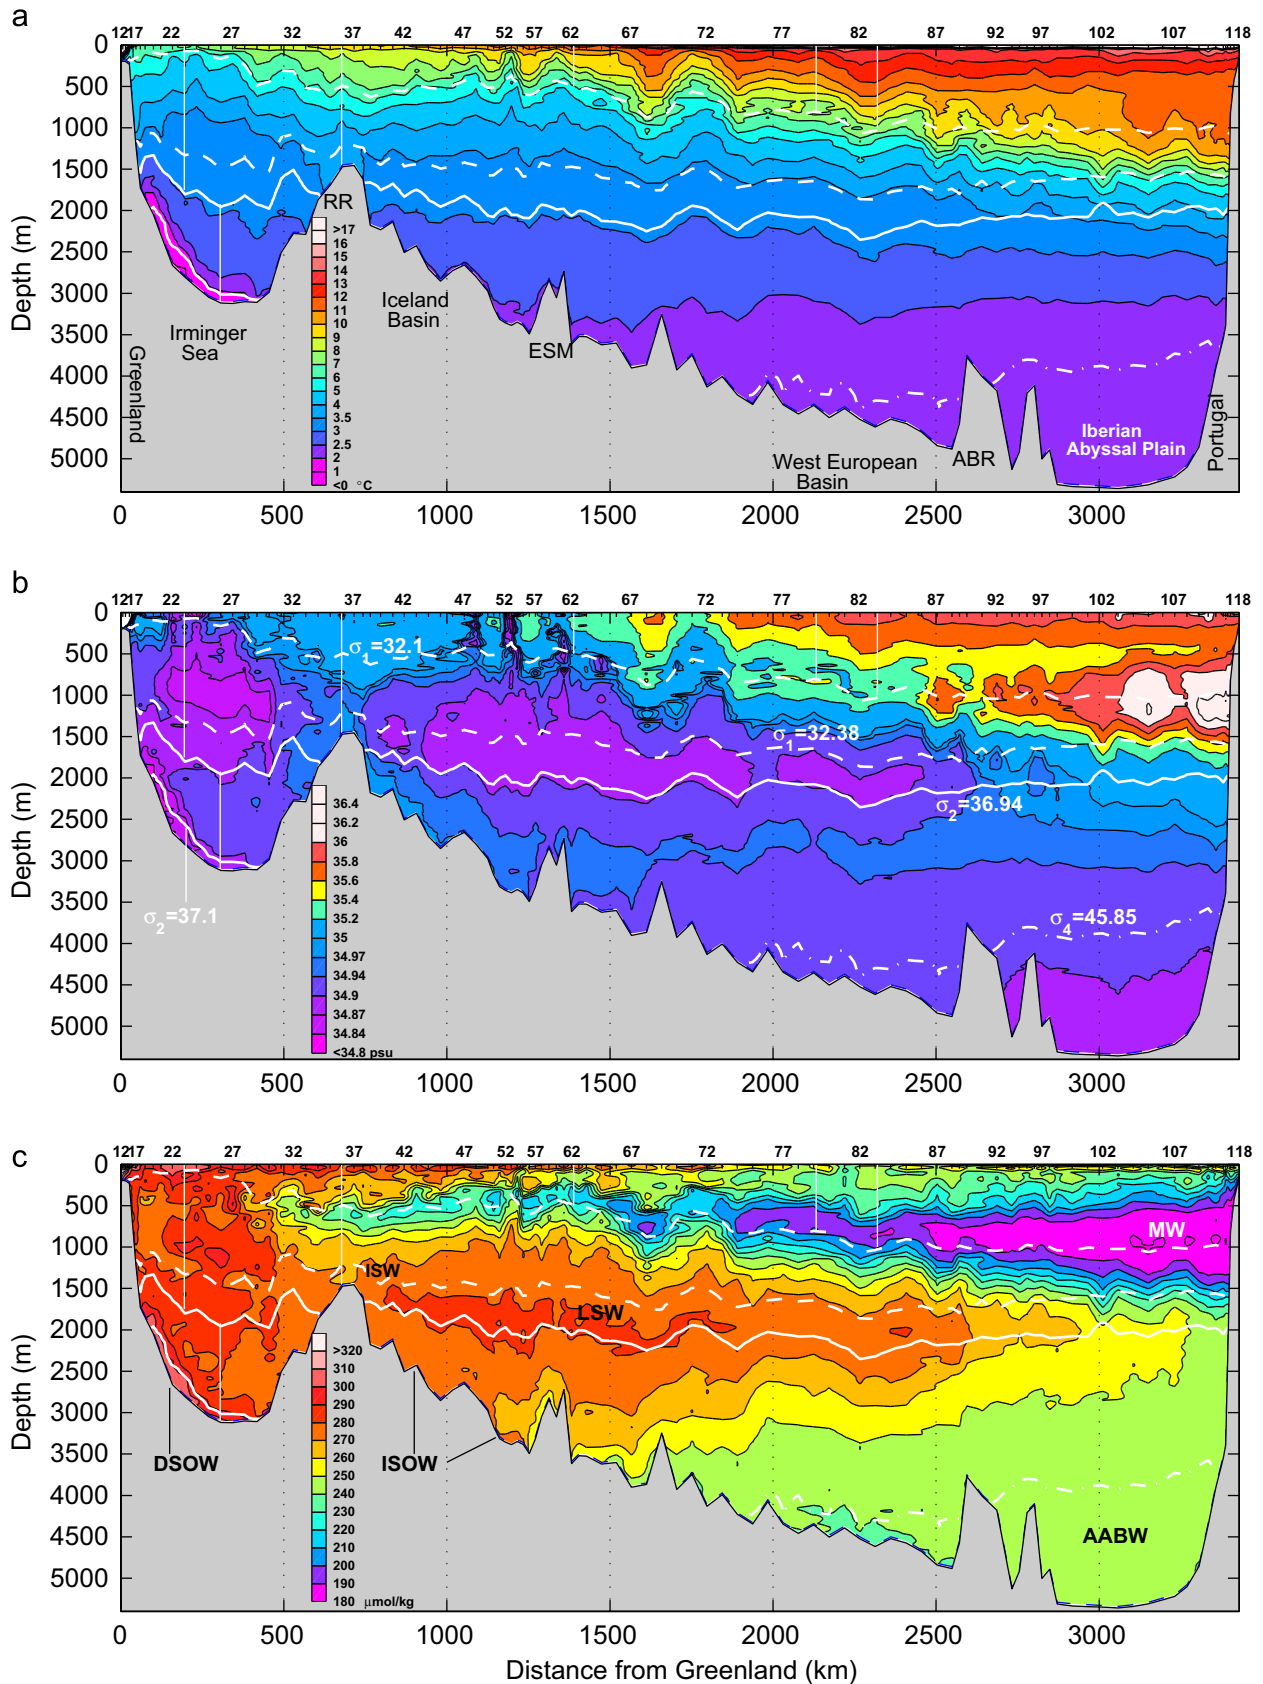 a
1217 22 27 32 37 42 47 52 57 62 67 72 77 82 87 92 97 102 107 118
0
500
1000
1500
2000
2500
3000
3500
4000
4500
5000
Depth (m)
RR
>17
16
15
14
13
12
11
10
9
8
7
6
5
4
3.5
3
2.5
2
1
<0 °C
Greenland
Irminger
Sea
Iceland
Basin
ESM
West European
Basin
ABR
Iberian
Abyssal Plain
Portugal
0 500 1000 1500 2000 2500 3000
b
1217 22 27 32 37 42 47 52 57 62 67 72 77 82 87 92 97 102 107 118
0
500
1000
1500
2000
2500
3000
3500
4000
4500
5000
Depth (m)
σ1=32.1
σ1=32.38
σ2=36.94
σ2=37.1
σ4=45.85
36.4
36.2
36
35.8
35.6
35.4
35.2
35
34.97
34.94
34.9
34.87
34.84
<34.8 psu
0 500 1000 1500 2000 2500 3000
c
1217 22 27 32 37 42 47 52 57 62 67 72 77 82 87 92 97 102 107 118
0
500
1000
1500
2000
2500
3000
3500
4000
4500
5000
Depth (m)
MW
ISW
LSW
DSOW
ISOW
AABW
>320
310
300
290
280
270
260
250
240
230
220
210
200
190
180 μmol/kg
0 500 1000 1500 2000 2500 3000
Distance from Greenland (km)